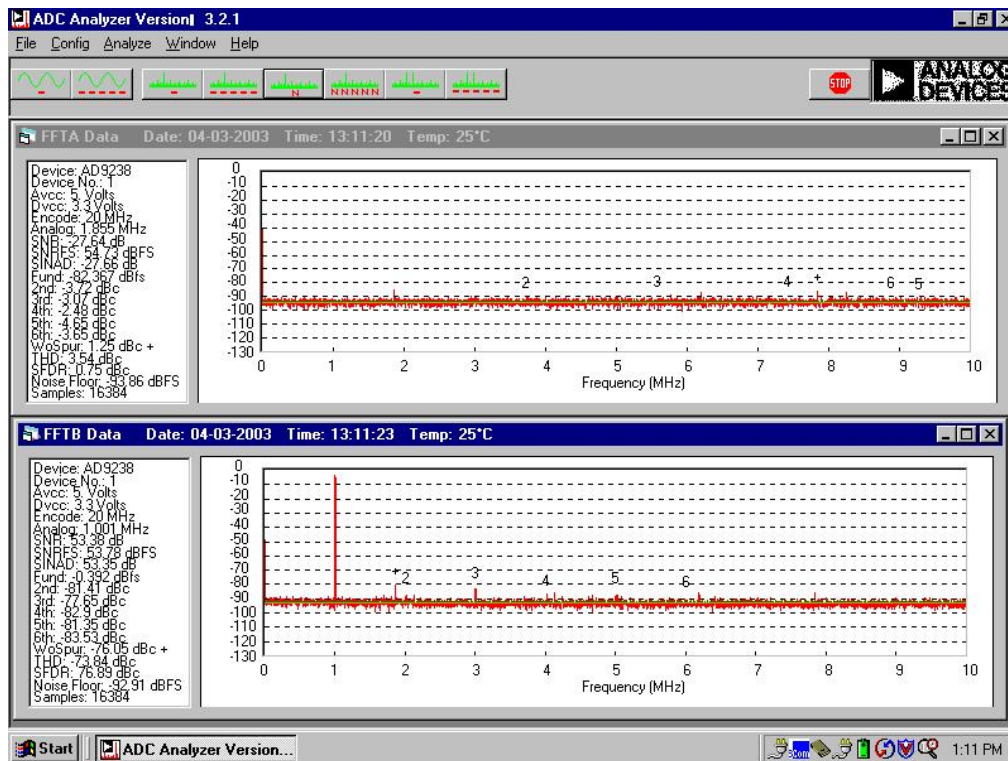 ADC Analyzer Version 3.2.1
File Config Analyze Window Help
N NNNNN
STOP
ANALOG
DEVICES
FFTA Data Date: 04-03-2003 Time: 13:11:20 Temp: 25°C
Device: AD9238
Device No.: 1
Avcc: 5. Volts
Dvcc: 3.3 Volts
Encode: 20 MHz
Analog: 1.855 MHz
SNR: -27.64 dB
SNRFS: 54.73 dBFS
SINAD: -27.66 dB
Fund: -82.367 dBfs
2nd: -3.72 dBc
3rd: -3.07 dBc
4th: -2.48 dBc
5th: -4.65 dBc
6th: -3.65 dBc
WoSpur: 1.25 dBc +
THD: 3.54 dBc
SFDR: 0.75 dBc
Noise Floor: -93.86 dBFS
Samples: 16384
0
-10
-20
-30
-40
-50
-60
-70
-80
-90
-100
-110
-120
-130
2 3 4 + 6 5
0 1 2 3 4 5 6 7 8 9 10
Frequency (MHz)
FFTB Data Date: 04-03-2003 Time: 13:11:23 Temp: 25°C
Device: AD9238
Device No.: 1
Avcc: 5. Volts
Dvcc: 3.3 Volts
Encode: 20 MHz
Analog: 1.001 MHz
SNR: 53.38 dB
SNRFS: 53.78 dBFS
SINAD: 53.35 dB
Fund: -0.392 dBfs
2nd: -81.41 dBc
3rd: -77.65 dBc
4th: -82.9 dBc
5th: -81.35 dBc
6th: -83.53 dBc
WoSpur: -76.05 dBc +
THD: -73.84 dBc
SFDR: 76.89 dBc
Noise Floor: -92.91 dBFS
Samples: 16384
0
-10
-20
-30
-40
-50
-60
-70
-80
-90
-100
-110
-120
-130
+ 2 3 4 5 6
0 1 2 3 4 5 6 7 8 9 10
Frequency (MHz)
Start ADC Analyzer Version... 3Com 1:11 PM